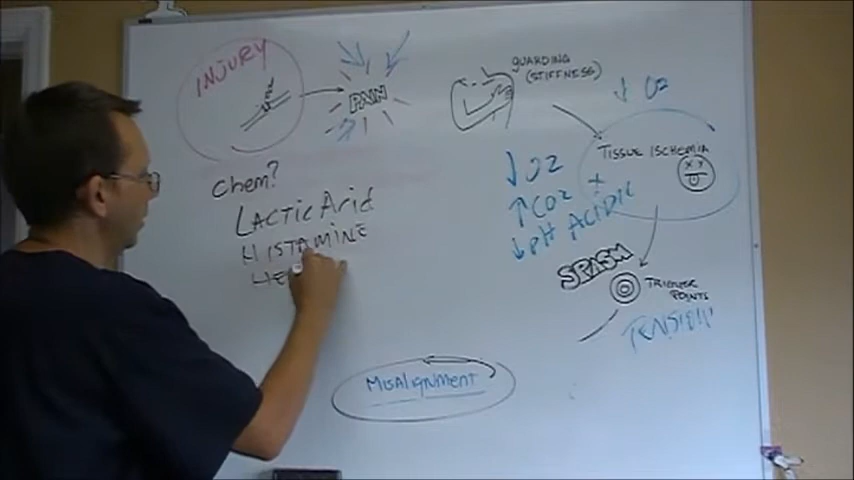 INJURY
PAIN
GUARDING
(STIFFNESS)
↓ O2
TISSUE ISCHEMIA
x x
↓O2
↑CO2 +
↓pH ACIDIC
chem?
LACTIC Acid
HISTAMINE
HE
SPASM
TRIGGER
POINTS
TENSION
MISAlIGNMENT